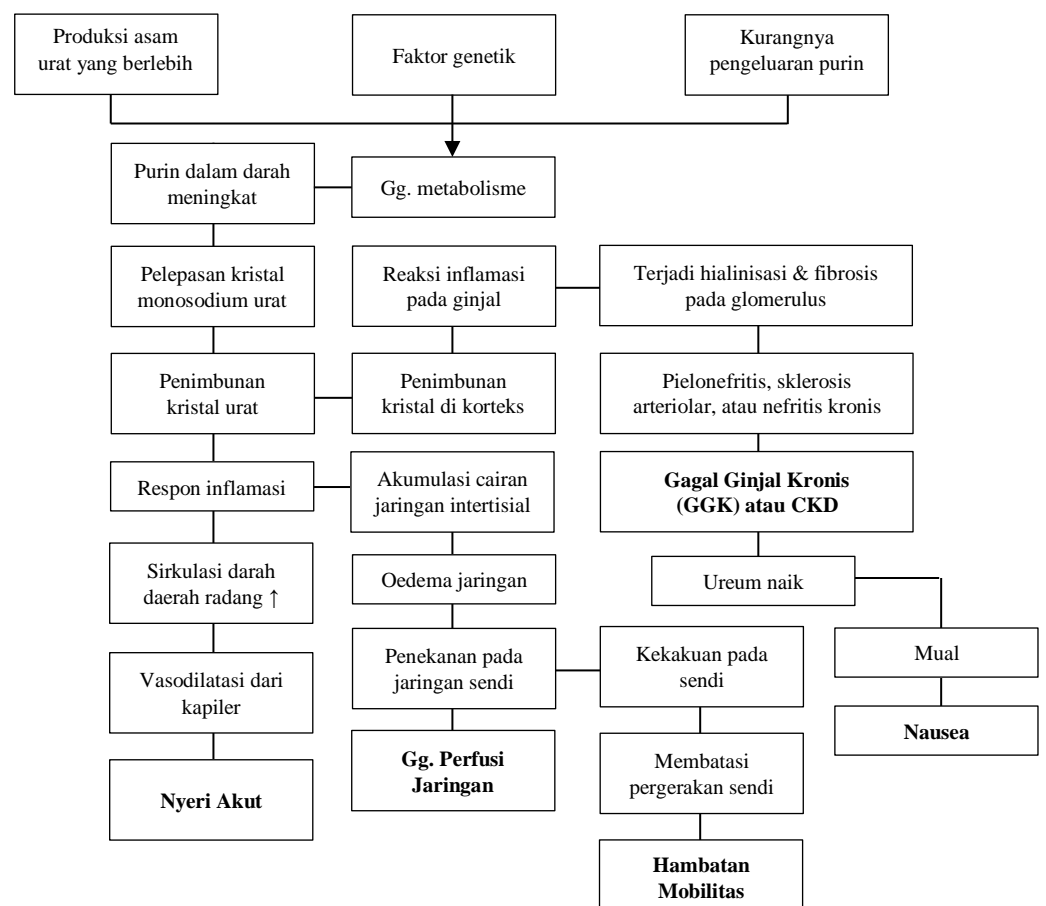 Produksi asam
urat yang berlebih
Faktor genetik
Kurangnya
pengeluaran purin
Purin dalam darah
meningkat
Gg. metabolisme
Pelepasan kristal
monosodium urat
Reaksi inflamasi
pada ginjal
Terjadi hialinisasi & fibrosis
pada glomerulus
Penimbunan
kristal urat
Penimbunan
kristal di korteks
Pielonefritis, sklerosis
arteriolar, atau nefritis kronis
Respon inflamasi
Akumulasi cairan
jaringan intertisial
Gagal Ginjal Kronis
(GGK) atau CKD
Sirkulasi darah
daerah radang ↑
Oedema jaringan
Ureum naik
Vasodilatasi dari
kapiler
Penekanan pada
jaringan sendi
Kekakuan pada
sendi
Mual
Nyeri Akut
Gg. Perfusi
Jaringan
Membatasi
pergerakan sendi
Nausea
Hambatan
Mobilitas